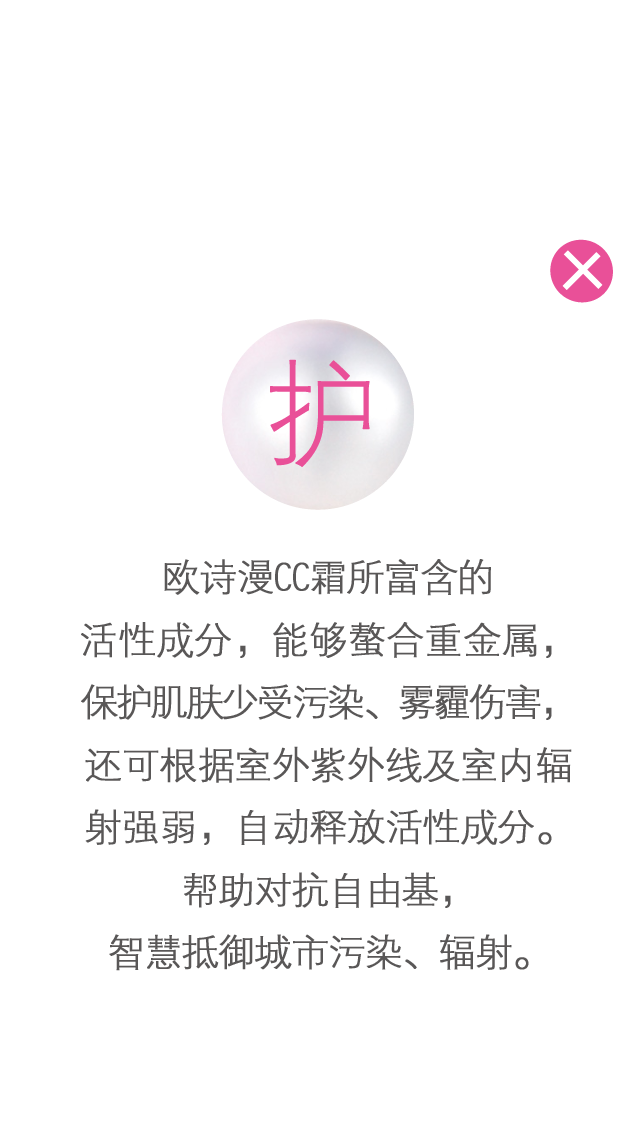 护
欧诗漫CC霜所富含的
活性成分，能够螯合重金属，
保护肌肤少受污染、雾霾伤害，
还可根据室外紫外线及室内辐
射强弱，自动释放活性成分。
帮助对抗自由基，
智慧抵御城市污染、辐射。